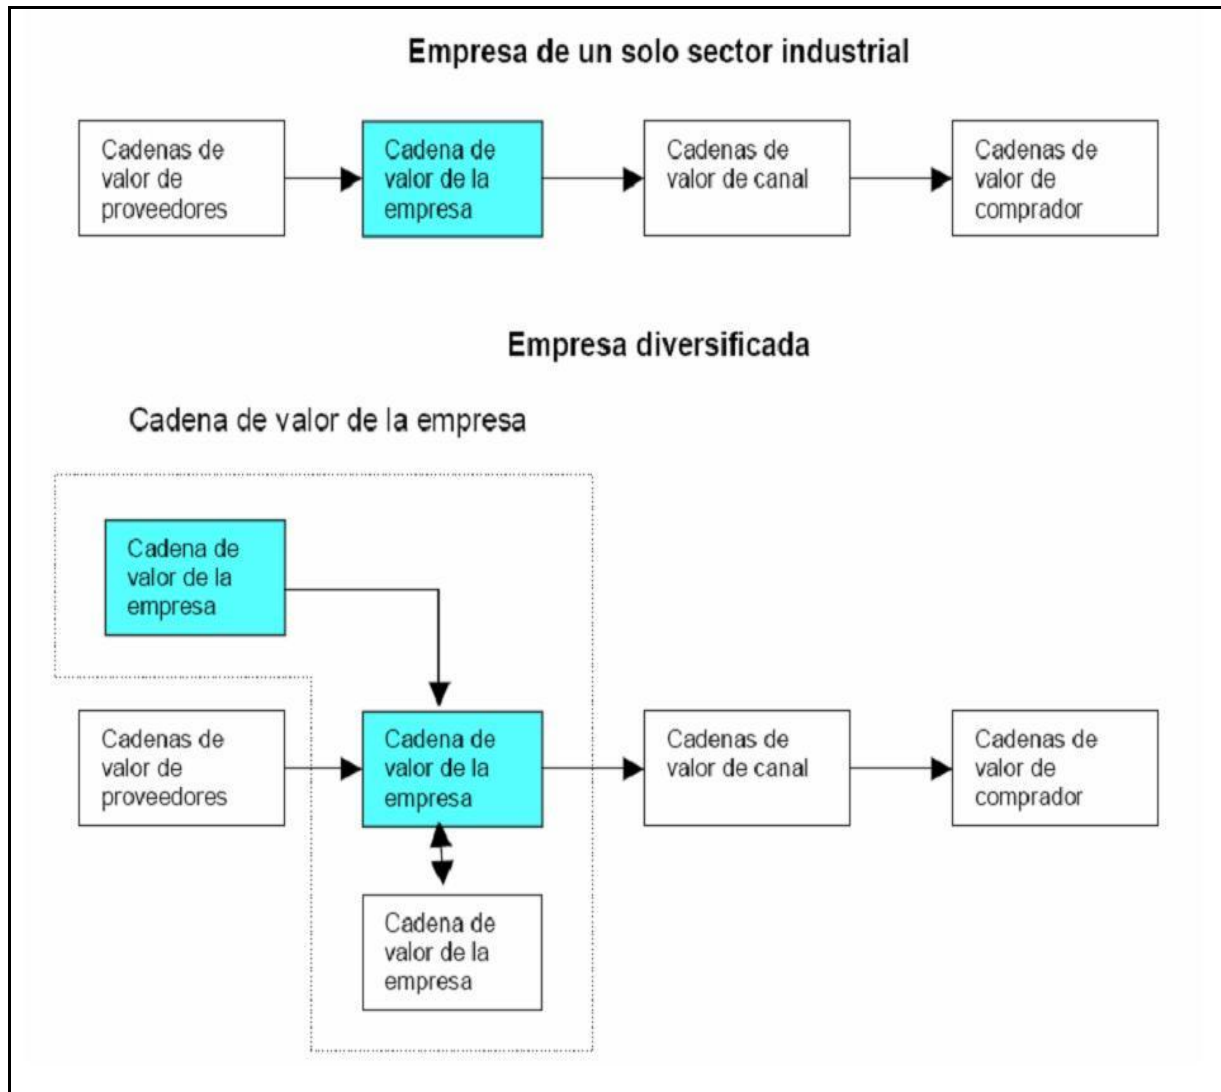 Empresa de un solo sector industrial
Cadenas de
valor de
proveedores
Cadena de
valor de la
empresa
Cadenas de
valor de canal
Cadenas de
valor de
comprador
Empresa diversificada
Cadena de valor de la empresa
Cadena de
valor de la
empresa
Cadenas de
valor de
proveedores
Cadena de
valor de la
empresa
Cadenas de
valor de canal
Cadenas de
valor de
comprador
Cadena de
valor de la
empresa